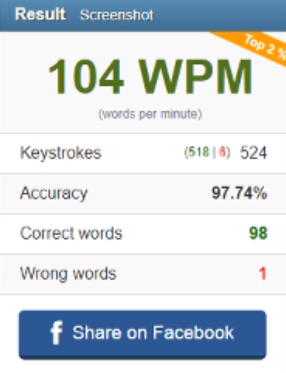 Result Screenshot
Top 2 %
104 WPM
(words per minute)
Keystrokes (518 | 6) 524
Accuracy 97.74%
Correct words 98
Wrong words 1
f Share on Facebook